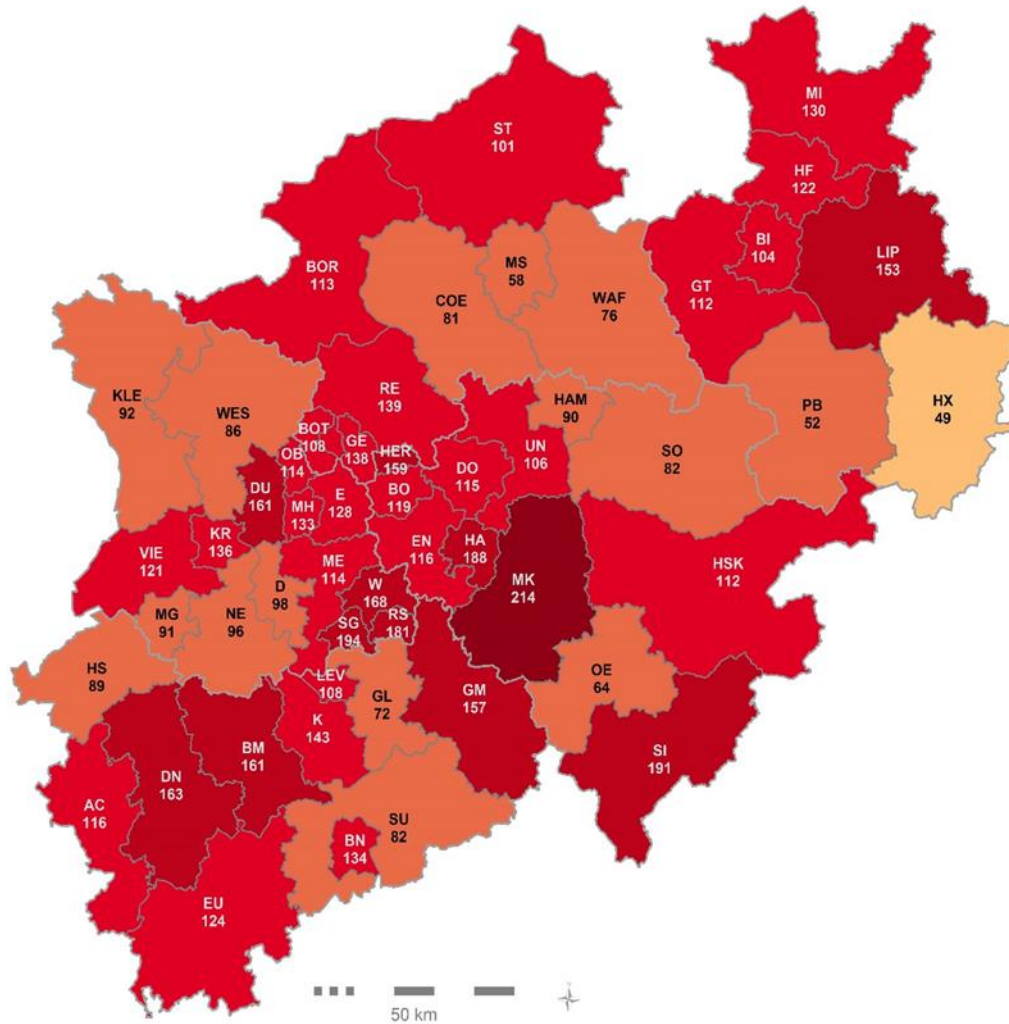 MI
130
ST
101
HF
122
BI
104
LIP
153
MS
58
BOR
113
COE
81
WAF
76
GT
112
KLE
92
WES
86
RE
139
HAM
90
PB
52
HX
49
BOT
108
GE
138
HER
159
UN
106
SO
82
OB
114
DO
115
DU
161
MH
133
E
128
BO
119
KR
136
VIE
121
EN
116
HA
188
ME
114
MK
214
HSK
112
D
98
W
168
MG
91
NE
96
SG
194
RS
181
HS
89
LEV
108
GL
72
GM
157
OE
64
K
143
BM
161
SI
191
DN
163
AC
116
SU
82
BN
134
EU
124
50 km